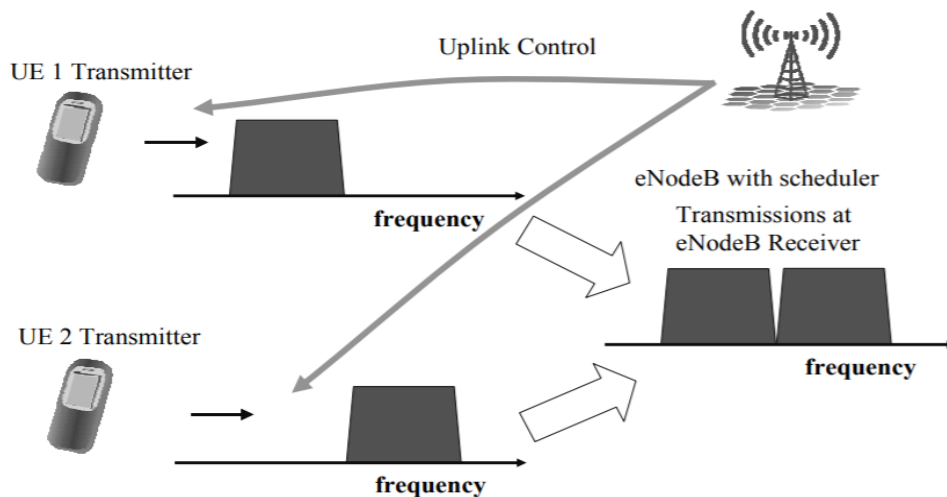 Uplink Control
UE 1 Transmitter
frequency
eNodeB with scheduler
Transmissions at
eNodeB Receiver
frequency
UE 2 Transmitter
frequency